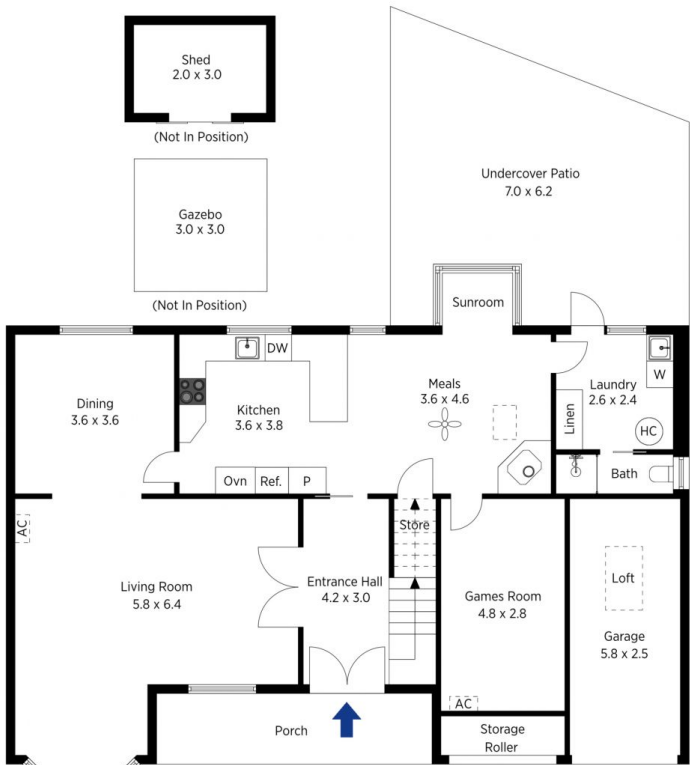 Shed
2.0 x 3.0
(Not In Position)
Gazebo
3.0 x 3.0
(Not In Position)
Undercover Patio
7.0 x 6.2
Sunroom
DW
Dining
3.6 x 3.6
Kitchen
3.6 x 3.8
Meals
3.6 x 4.6
Laundry
2.6 x 2.4
W
Linen
HC
Ovn
Ref.
P
Bath
AC
Store
Living Room
5.8 x 6.4
Entrance Hall
4.2 x 3.0
Games Room
4.8 x 2.8
Loft
Garage
5.8 x 2.5
AC
Porch
Storage
Roller